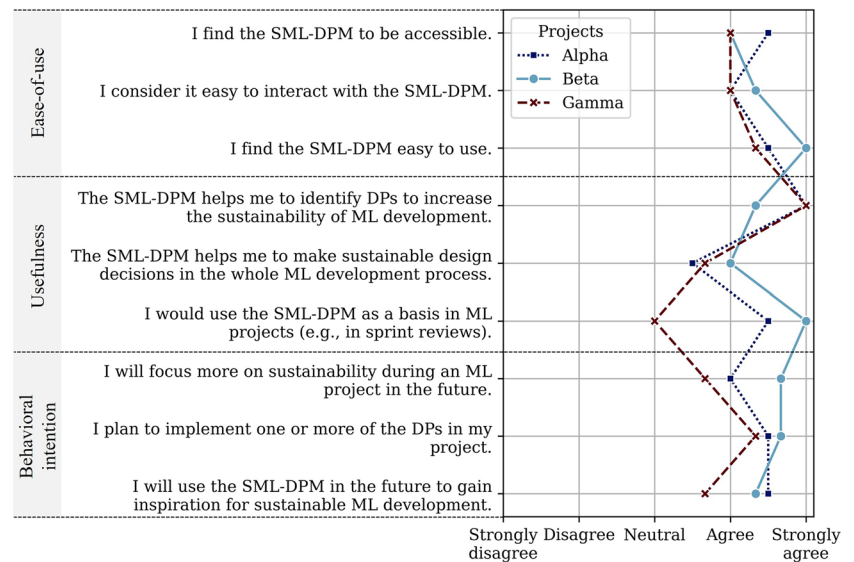 Ease-of-use
I find the SML-DPM to be accessible.
I consider it easy to interact with the SML-DPM.
I find the SML-DPM easy to use.
Usefulness
The SML-DPM helps me to identify DPs to increase
the sustainability of ML development.
The SML-DPM helps me to make sustainable design
decisions in the whole ML development process.
I would use the SML-DPM as a basis in ML
projects (e.g., in sprint reviews).
Behavioral
intention
I will focus more on sustainability during an ML
project in the future.
I plan to implement one or more of the DPs in my
project.
I will use the SML-DPM in the future to gain
inspiration for sustainable ML development.
Projects
Alpha
Beta
Gamma
Strongly
disagree
Disagree
Neutral
Agree
Strongly
agree